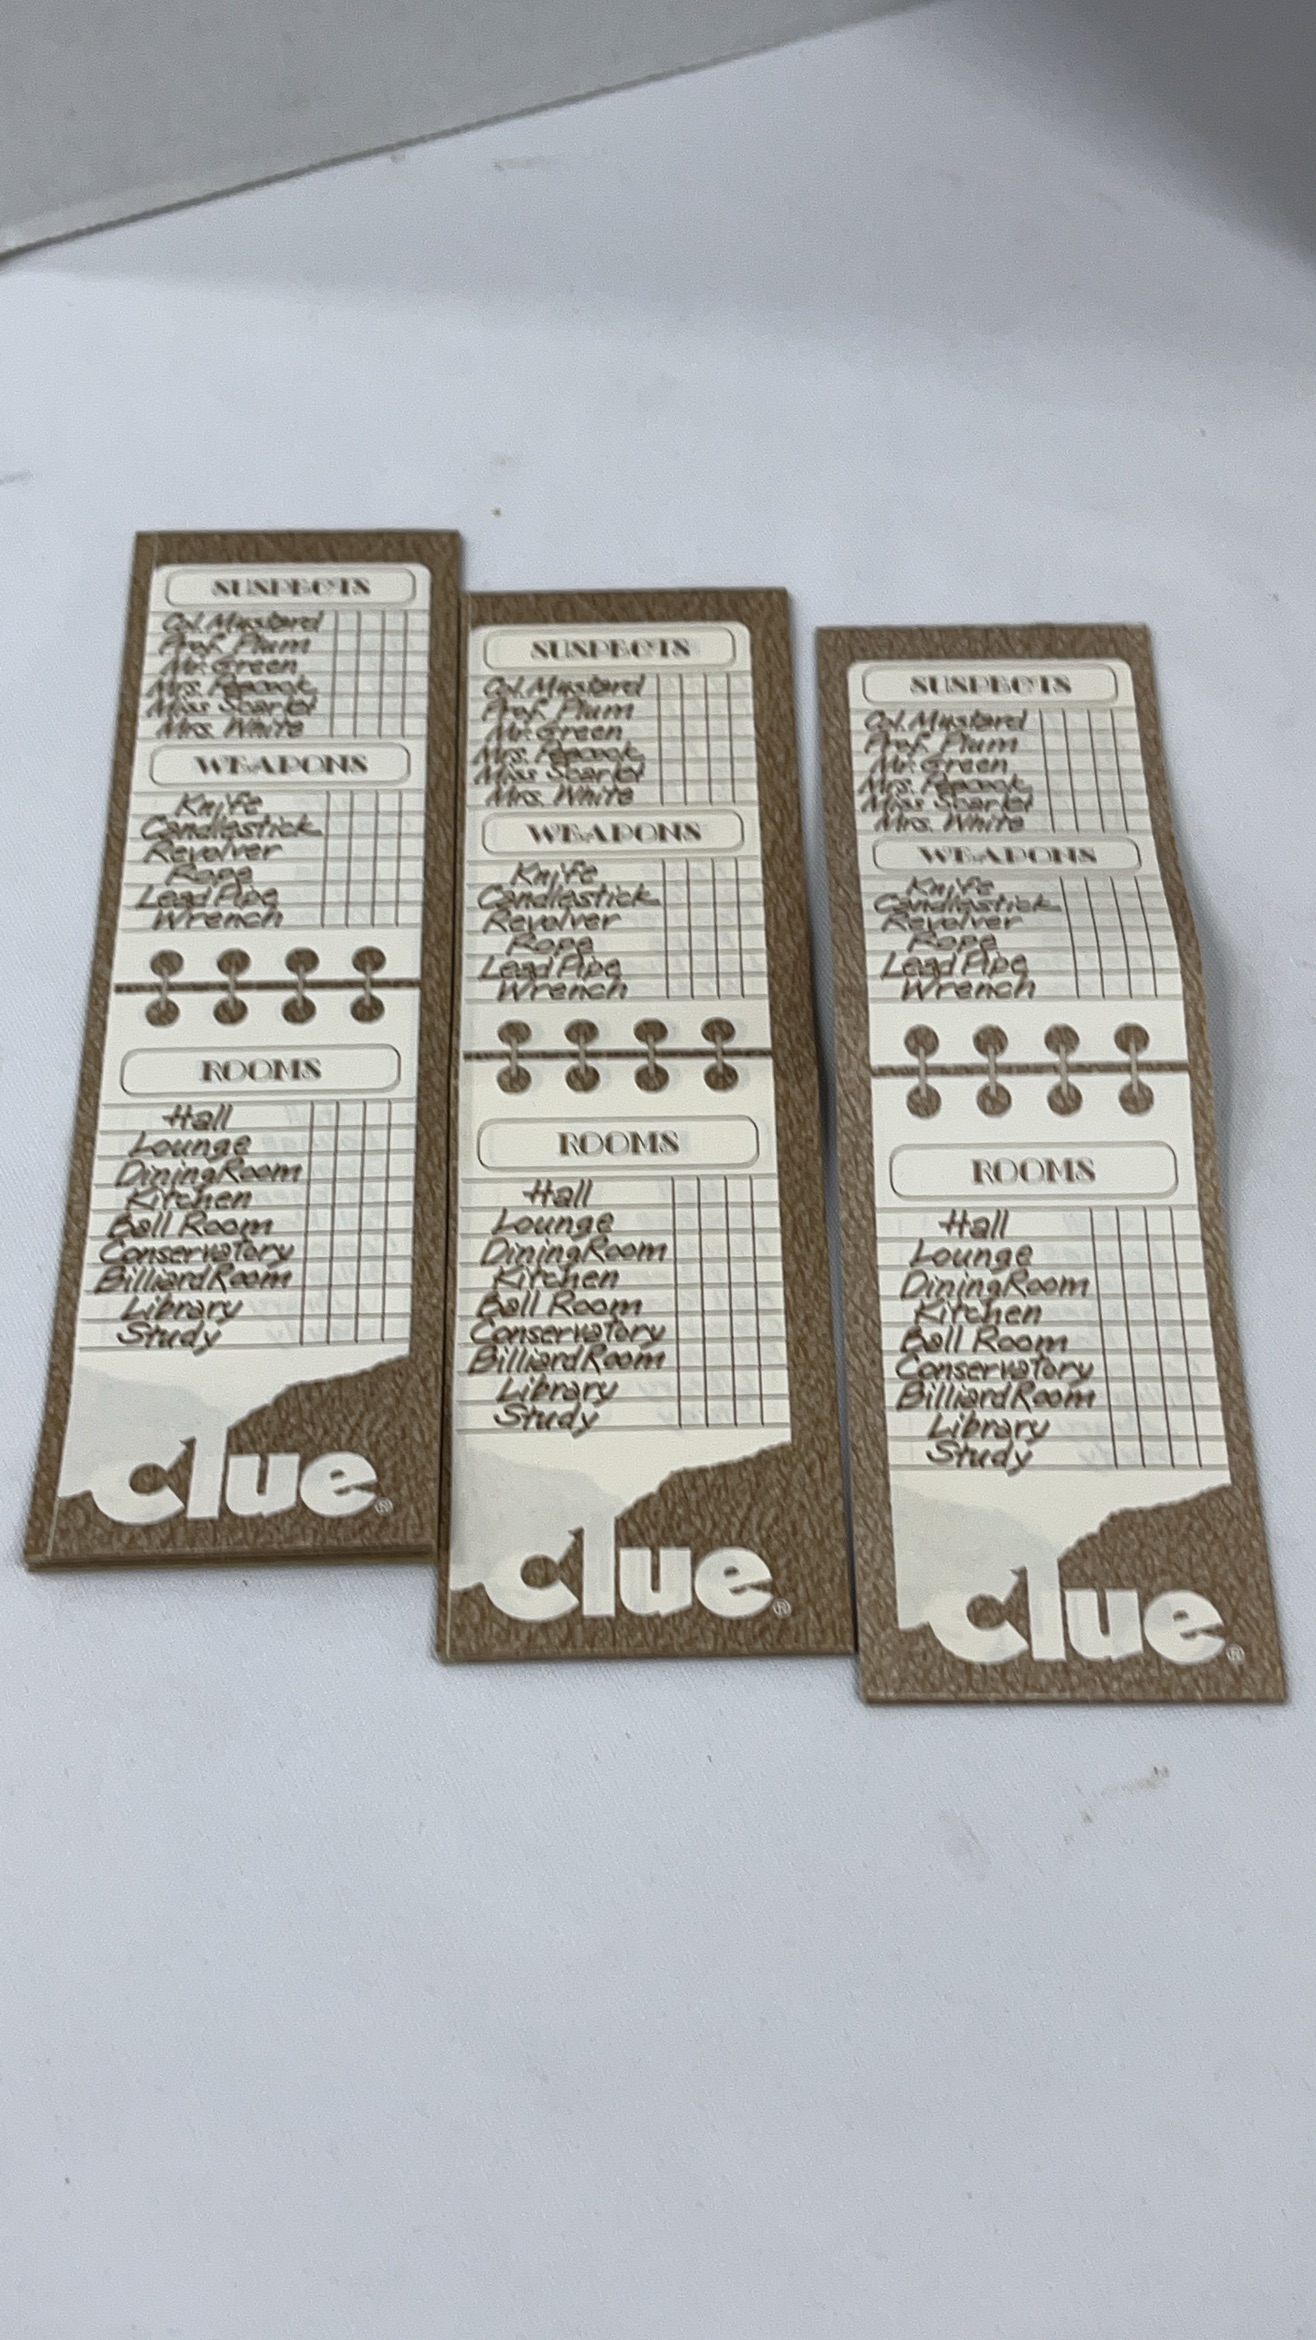 SUSPECTS
Col. Mustard
Prof. Plum
Mr. Green
Mrs. Peacock
Miss Scarlet
Mrs. White
WEAPONS
Knife
Candlestick
Revolver
Rope
Lead Pipe
Wrench
ROOMS
Hall
Lounge
Dining Room
Kitchen
Ball Room
Conservatory
Billiard Room
Library
Study
Clue®
SUSPECTS
Col. Mustard
Prof. Plum
Mr. Green
Mrs. Peacock
Miss Scarlet
Mrs. White
WEAPONS
Knife
Candlestick
Revolver
Rope
Lead Pipe
Wrench
ROOMS
Hall
Lounge
Dining Room
Kitchen
Ball Room
Conservatory
Billiard Room
Library
Study
Clue®
SUSPECTS
Col. Mustard
Prof. Plum
Mr. Green
Mrs. Peacock
Miss Scarlet
Mrs. White
WEAPONS
Knife
Candlestick
Revolver
Rope
Lead Pipe
Wrench
ROOMS
Hall
Lounge
Dining Room
Kitchen
Ball Room
Conservatory
Billiard Room
Library
Study
Clue®